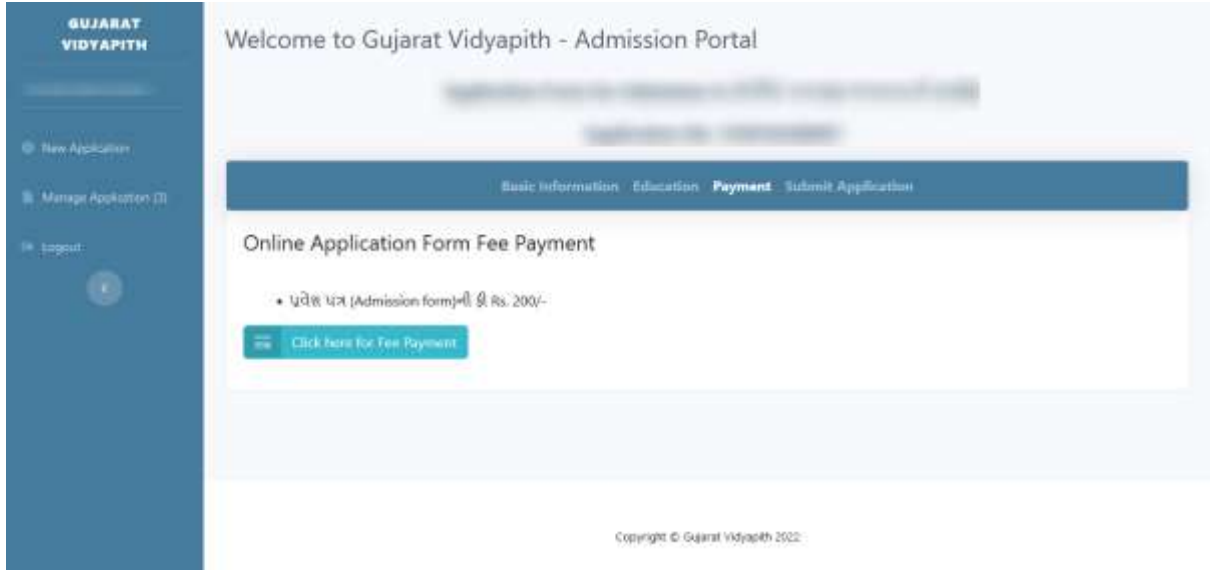 GUJARAT
VIDYAPITH
Welcome to Gujarat Vidyapith - Admission Portal
New Application
Manage Application
Logout
Basic Information Education Payment Submit Application
Online Application Form Fee Payment
• પ્રવેશ પત્ર (Admission form)ની ફી Rs. 200/-
Click here for Fee Payment
Copyright © Gujarat Vidyapith 2022